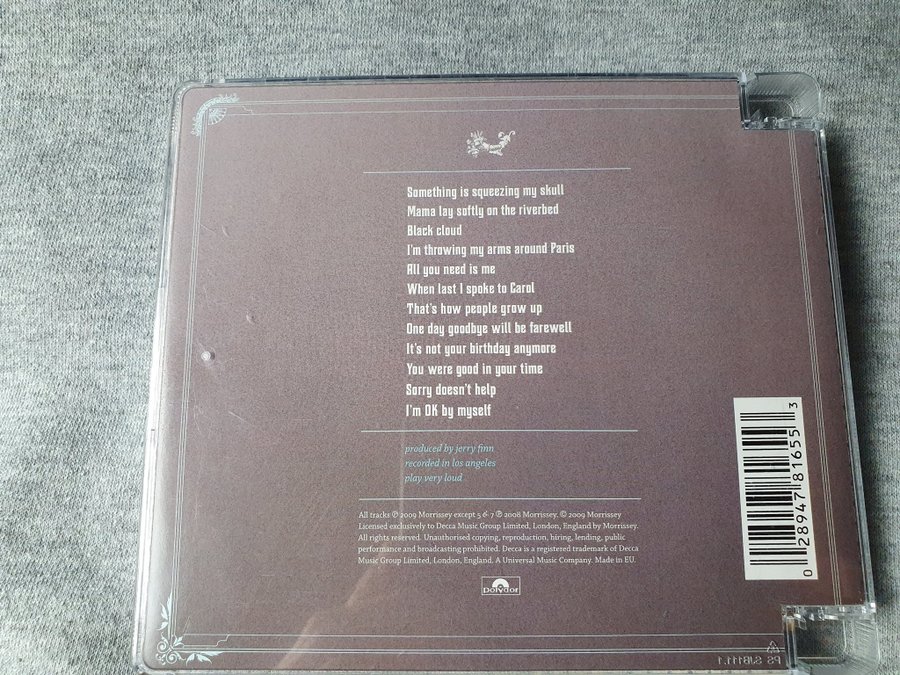 Something is squeezing my skull
Mama lay softly on the riverbed
Black cloud
I'm throwing my arms around Paris
All you need is me
When last I spoke to Carol
That's how people grow up
One day goodbye will be farewell
It's not your birthday anymore
You were good in your time
Sorry doesn't help
I'm OK by myself
produced by jerry finn
recorded in los angeles
play very loud
All tracks ℗ 2009 Morrissey except 5 & 7 ℗ 2008 Morrissey. © 2009 Morrissey
Licensed exclusively to Decca Music Group Limited, London, England by Morrissey.
All rights reserved. Unauthorised copying, reproduction, hiring, lending, public
performance and broadcasting prohibited. Decca is a registered trademark of Decca
Music Group Limited, London, England. A Universal Music Company. Made in EU.
polydor
0 28947 81655 3
PS SJB111.1